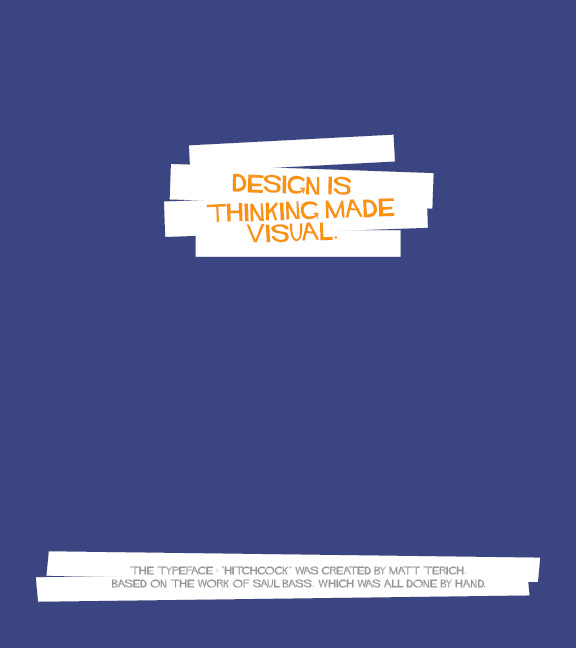 DESIGN IS
THINKING MADE
VISUAL.
THE TYPEFACE : "HITCHCOCK" WAS CREATED BY MATT TERICH.
BASED ON THE WORK OF SAUL BASS. WHICH WAS ALL DONE BY HAND.